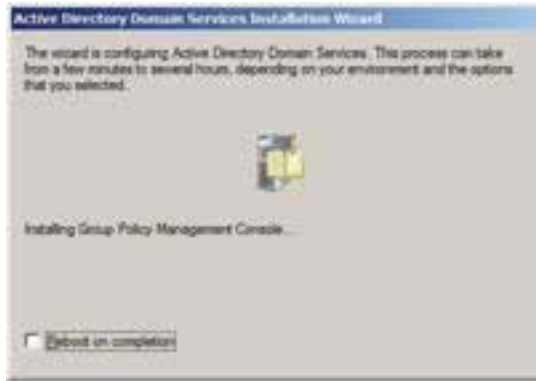 Active Directory Domain Services Installation Wizard
The wizard is configuring Active Directory Domain Services. This process can take
from a few minutes to several hours, depending on your environment and the options
that you selected.
Installing Group Policy Management Console...
Reboot on completion